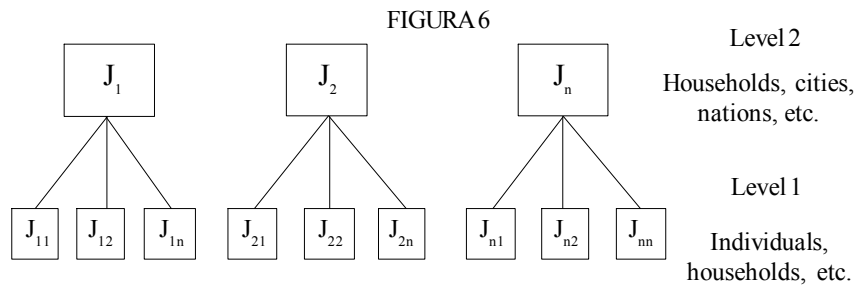 FIGURA 6
Level 2
J₁ J₂ Jₙ
Households, cities,
nations, etc.
Level 1
J₁₁ J₁₂ J₁ₙ J₂₁ J₂₂ J₂ₙ Jₙ₁ Jₙ₂ Jₙₙ
Individuals,
households, etc.